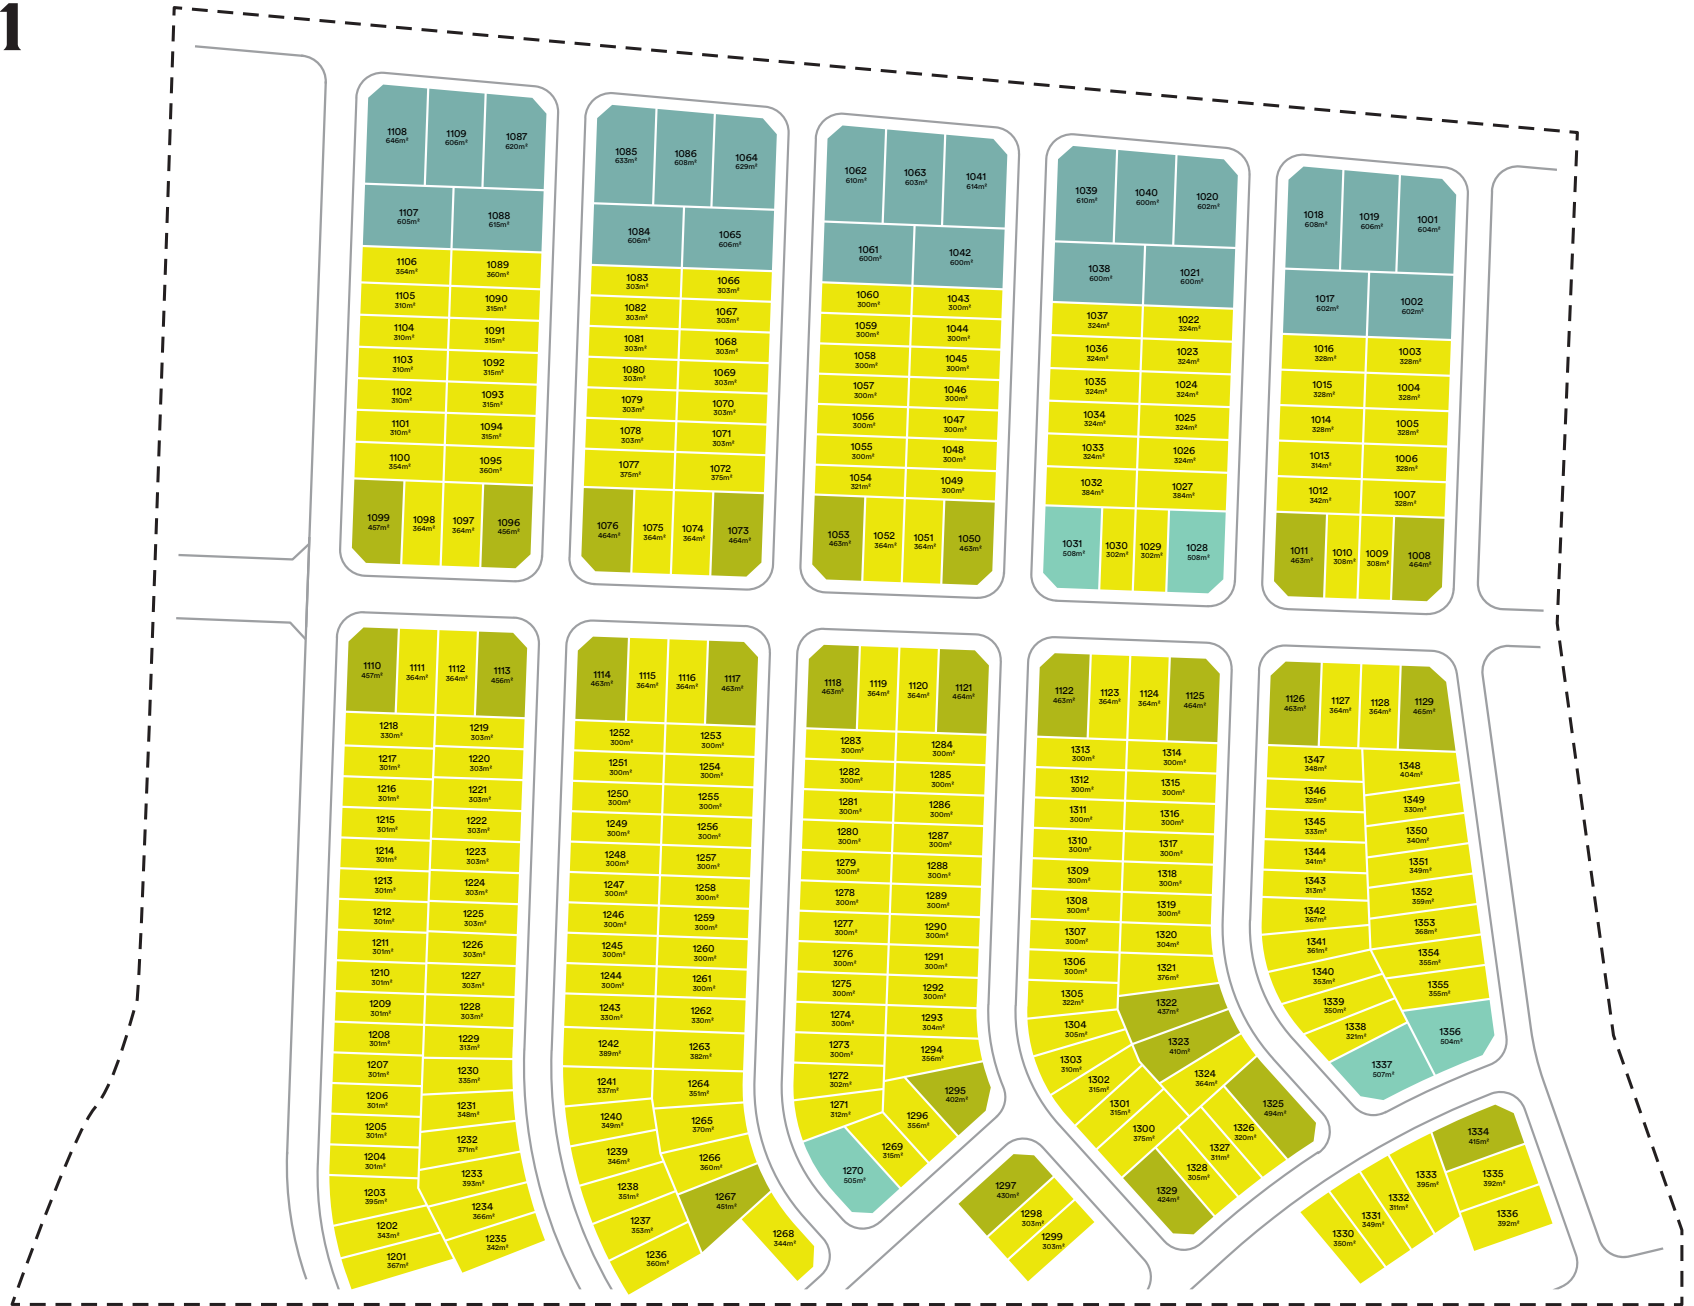 1
1108
646m²
1109
606m²
1087
620m²
1107
605m²
1088
615m²
1106
354m²
1089
360m²
1105
310m²
1090
315m²
1104
310m²
1091
315m²
1103
310m²
1092
315m²
1102
310m²
1093
315m²
1101
310m²
1094
315m²
1100
354m²
1095
360m²
1099
457m²
1098
364m²
1097
364m²
1096
456m²
1085
633m²
1086
608m²
1064
629m²
1084
606m²
1065
606m²
1083
303m²
1066
303m²
1082
303m²
1067
303m²
1081
303m²
1068
303m²
1080
303m²
1069
303m²
1079
303m²
1070
303m²
1078
303m²
1071
303m²
1077
375m²
1072
375m²
1076
464m²
1075
364m²
1074
364m²
1073
464m²
1062
610m²
1063
603m²
1041
614m²
1061
600m²
1042
600m²
1060
300m²
1043
300m²
1059
300m²
1044
300m²
1058
300m²
1045
300m²
1057
300m²
1046
300m²
1056
300m²
1047
300m²
1055
300m²
1048
300m²
1054
321m²
1049
300m²
1053
463m²
1052
364m²
1051
364m²
1050
463m²
1039
610m²
1040
600m²
1020
602m²
1038
600m²
1021
600m²
1037
324m²
1022
324m²
1036
324m²
1023
324m²
1035
324m²
1024
324m²
1034
324m²
1025
324m²
1033
324m²
1026
324m²
1032
384m²
1027
384m²
1031
508m²
1030
302m²
1029
302m²
1028
508m²
1018
608m²
1019
606m²
1001
604m²
1017
602m²
1002
602m²
1016
328m²
1003
328m²
1015
328m²
1004
328m²
1014
328m²
1005
328m²
1013
314m²
1006
328m²
1012
342m²
1007
328m²
1011
463m²
1010
308m²
1009
308m²
1008
464m²
1110
457m²
1111
364m²
1112
364m²
1113
456m²
1218
330m²
1219
303m²
1217
301m²
1220
303m²
1216
301m²
1221
303m²
1215
301m²
1222
303m²
1214
301m²
1223
303m²
1213
301m²
1224
303m²
1212
301m²
1225
303m²
1211
301m²
1226
303m²
1210
301m²
1227
303m²
1209
301m²
1228
303m²
1208
301m²
1229
313m²
1207
301m²
1230
335m²
1206
301m²
1231
348m²
1205
301m²
1232
371m²
1204
301m²
1233
393m²
1203
395m²
1234
366m²
1202
343m²
1235
342m²
1201
367m²
1114
463m²
1115
364m²
1116
364m²
1117
463m²
1252
300m²
1253
300m²
1251
300m²
1254
300m²
1250
300m²
1255
300m²
1249
300m²
1256
300m²
1248
300m²
1257
300m²
1247
300m²
1258
300m²
1246
300m²
1259
300m²
1245
300m²
1260
300m²
1244
300m²
1261
300m²
1243
330m²
1262
330m²
1242
389m²
1263
382m²
1241
337m²
1264
351m²
1240
349m²
1265
370m²
1239
346m²
1266
360m²
1238
351m²
1267
451m²
1237
353m²
1268
344m²
1236
360m²
1118
463m²
1119
364m²
1120
364m²
1121
464m²
1283
300m²
1284
300m²
1282
300m²
1285
300m²
1281
300m²
1286
300m²
1280
300m²
1287
300m²
1279
300m²
1288
300m²
1278
300m²
1289
300m²
1277
300m²
1290
300m²
1276
300m²
1291
300m²
1275
300m²
1292
300m²
1274
300m²
1293
304m²
1273
300m²
1294
356m²
1272
302m²
1295
402m²
1271
312m²
1296
356m²
1269
315m²
1270
505m²
1297
430m²
1298
303m²
1299
303m²
1122
463m²
1123
364m²
1124
364m²
1125
464m²
1313
300m²
1314
300m²
1312
300m²
1315
300m²
1311
300m²
1316
300m²
1310
300m²
1317
300m²
1309
300m²
1318
300m²
1308
300m²
1319
300m²
1307
300m²
1320
304m²
1306
300m²
1321
376m²
1305
322m²
1322
437m²
1304
305m²
1323
410m²
1303
310m²
1324
364m²
1302
315m²
1325
494m²
1301
315m²
1326
320m²
1300
375m²
1327
311m²
1328
305m²
1329
424m²
1126
463m²
1127
364m²
1128
364m²
1129
465m²
1347
348m²
1348
404m²
1346
325m²
1349
330m²
1345
333m²
1350
340m²
1344
341m²
1351
349m²
1343
313m²
1352
359m²
1342
367m²
1353
368m²
1341
361m²
1354
355m²
1340
353m²
1355
355m²
1339
350m²
1356
504m²
1338
321m²
1337
507m²
1334
415m²
1333
395m²
1335
392m²
1332
311m²
1336
392m²
1331
349m²
1330
350m²